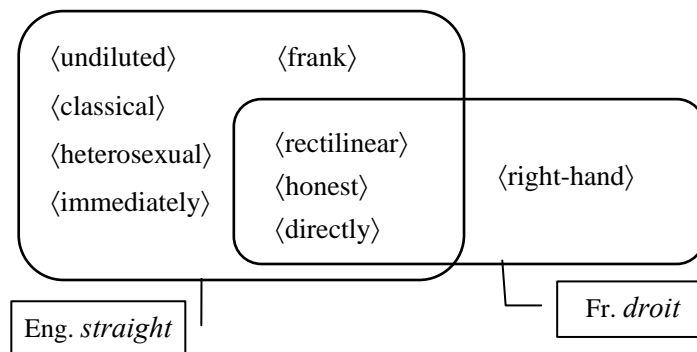 ⟨undiluted⟩ ⟨frank⟩
⟨classical⟩
⟨heterosexual⟩
⟨immediately⟩
⟨rectilinear⟩
⟨honest⟩
⟨directly⟩
⟨right-hand⟩
Eng. straight
Fr. droit